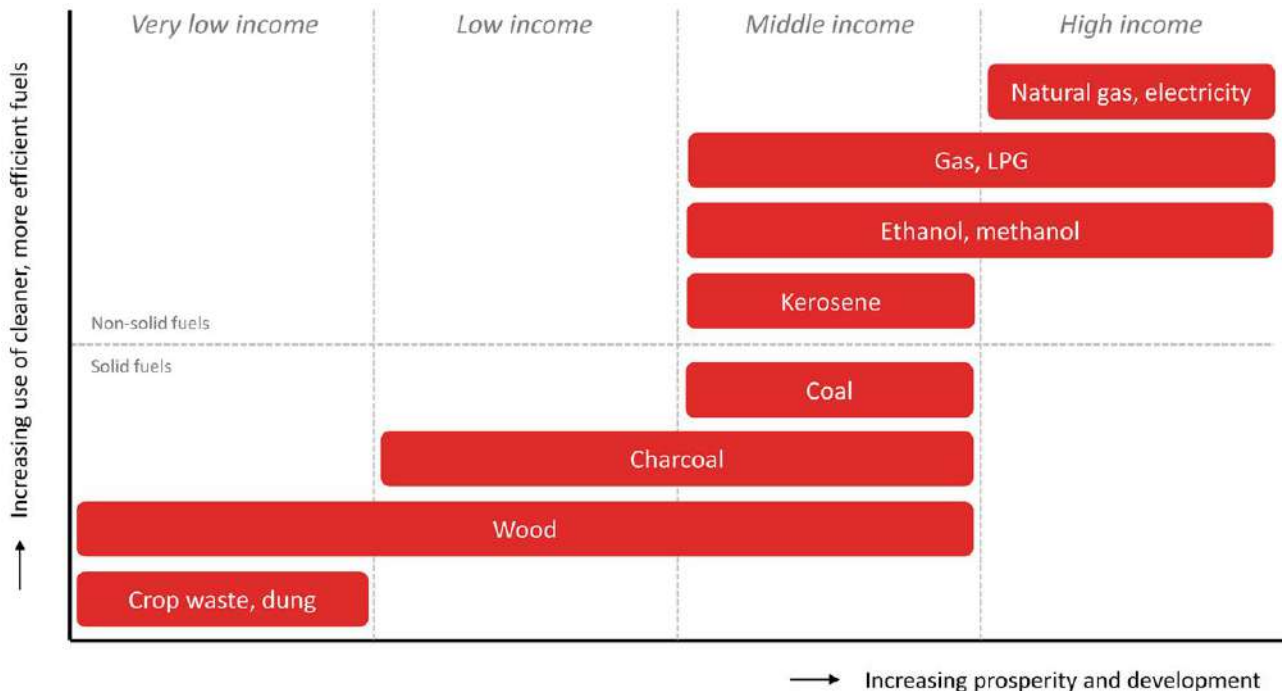 Very low income
Low income
Middle income
High income
Natural gas, electricity
Gas, LPG
Ethanol, methanol
Kerosene
Non-solid fuels
Solid fuels
Coal
Charcoal
Wood
Crop waste, dung
Increasing use of cleaner, more efficient fuels
Increasing prosperity and development